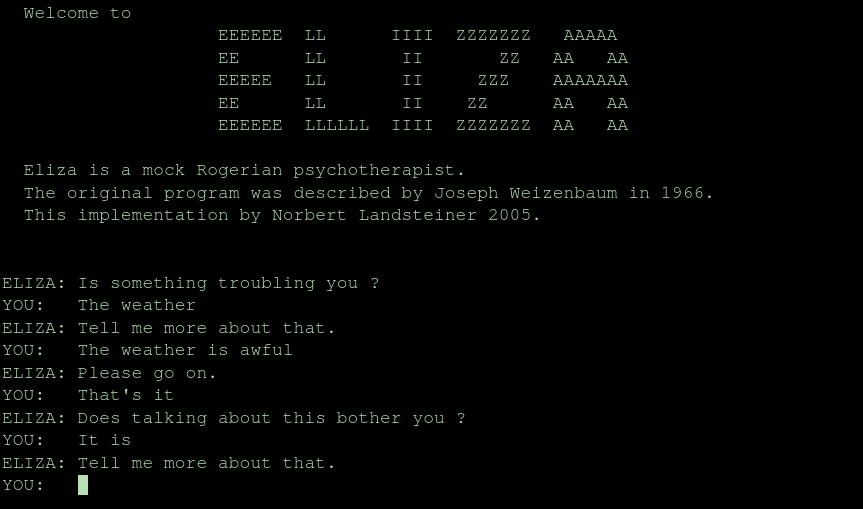 Welcome to
EEEEEE  LL      IIII  ZZZZZZZ   AAAAA
EE      LL       II       ZZ   AA   AA
EEEEE   LL       II     ZZZ    AAAAAAA
EE      LL       II    ZZ      AA   AA
EEEEEE  LLLLLL  IIII  ZZZZZZZ  AA   AA
Eliza is a mock Rogerian psychotherapist.
The original program was described by Joseph Weizenbaum in 1966.
This implementation by Norbert Landsteiner 2005.
ELIZA: Is something troubling you ?
YOU:   The weather
ELIZA: Tell me more about that.
YOU:   The weather is awful
ELIZA: Please go on.
YOU:   That's it
ELIZA: Does talking about this bother you ?
YOU:   It is
ELIZA: Tell me more about that.
YOU: